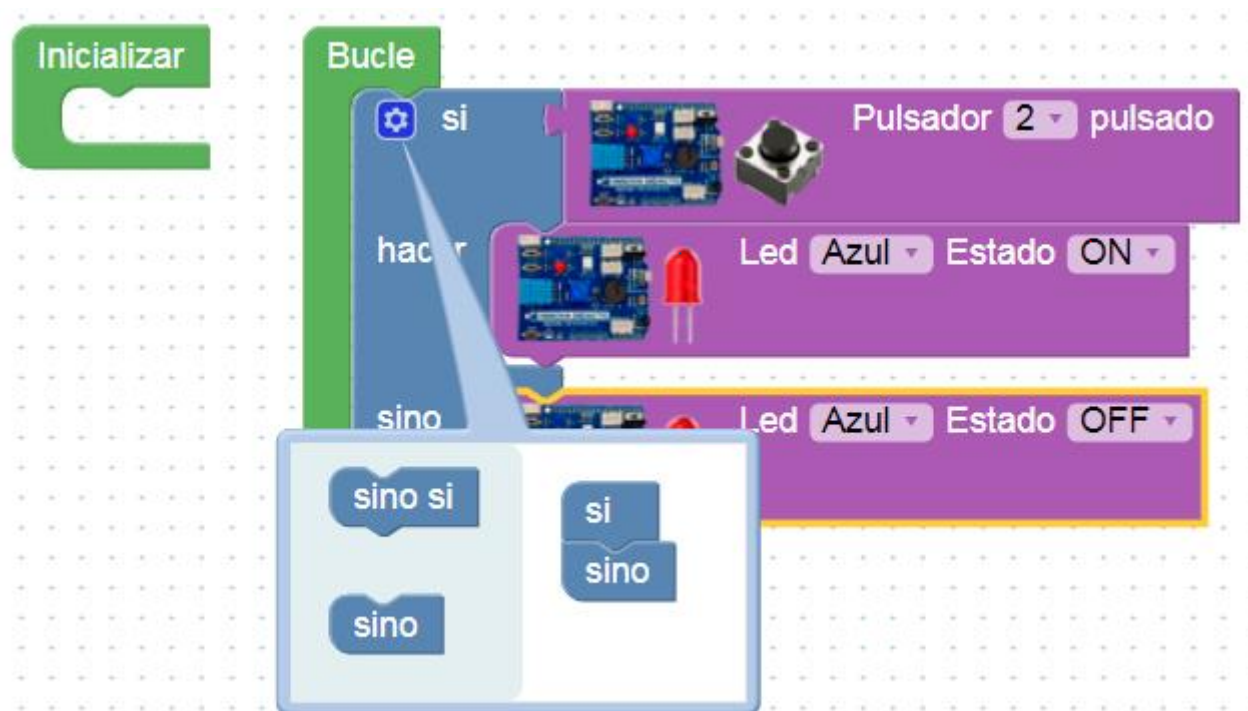 Inicializar
Bucle
si
Pulsador 2 pulsado
hacer
Led Azul Estado ON
sino
Led Azul Estado OFF
sino si
si
sino
sino